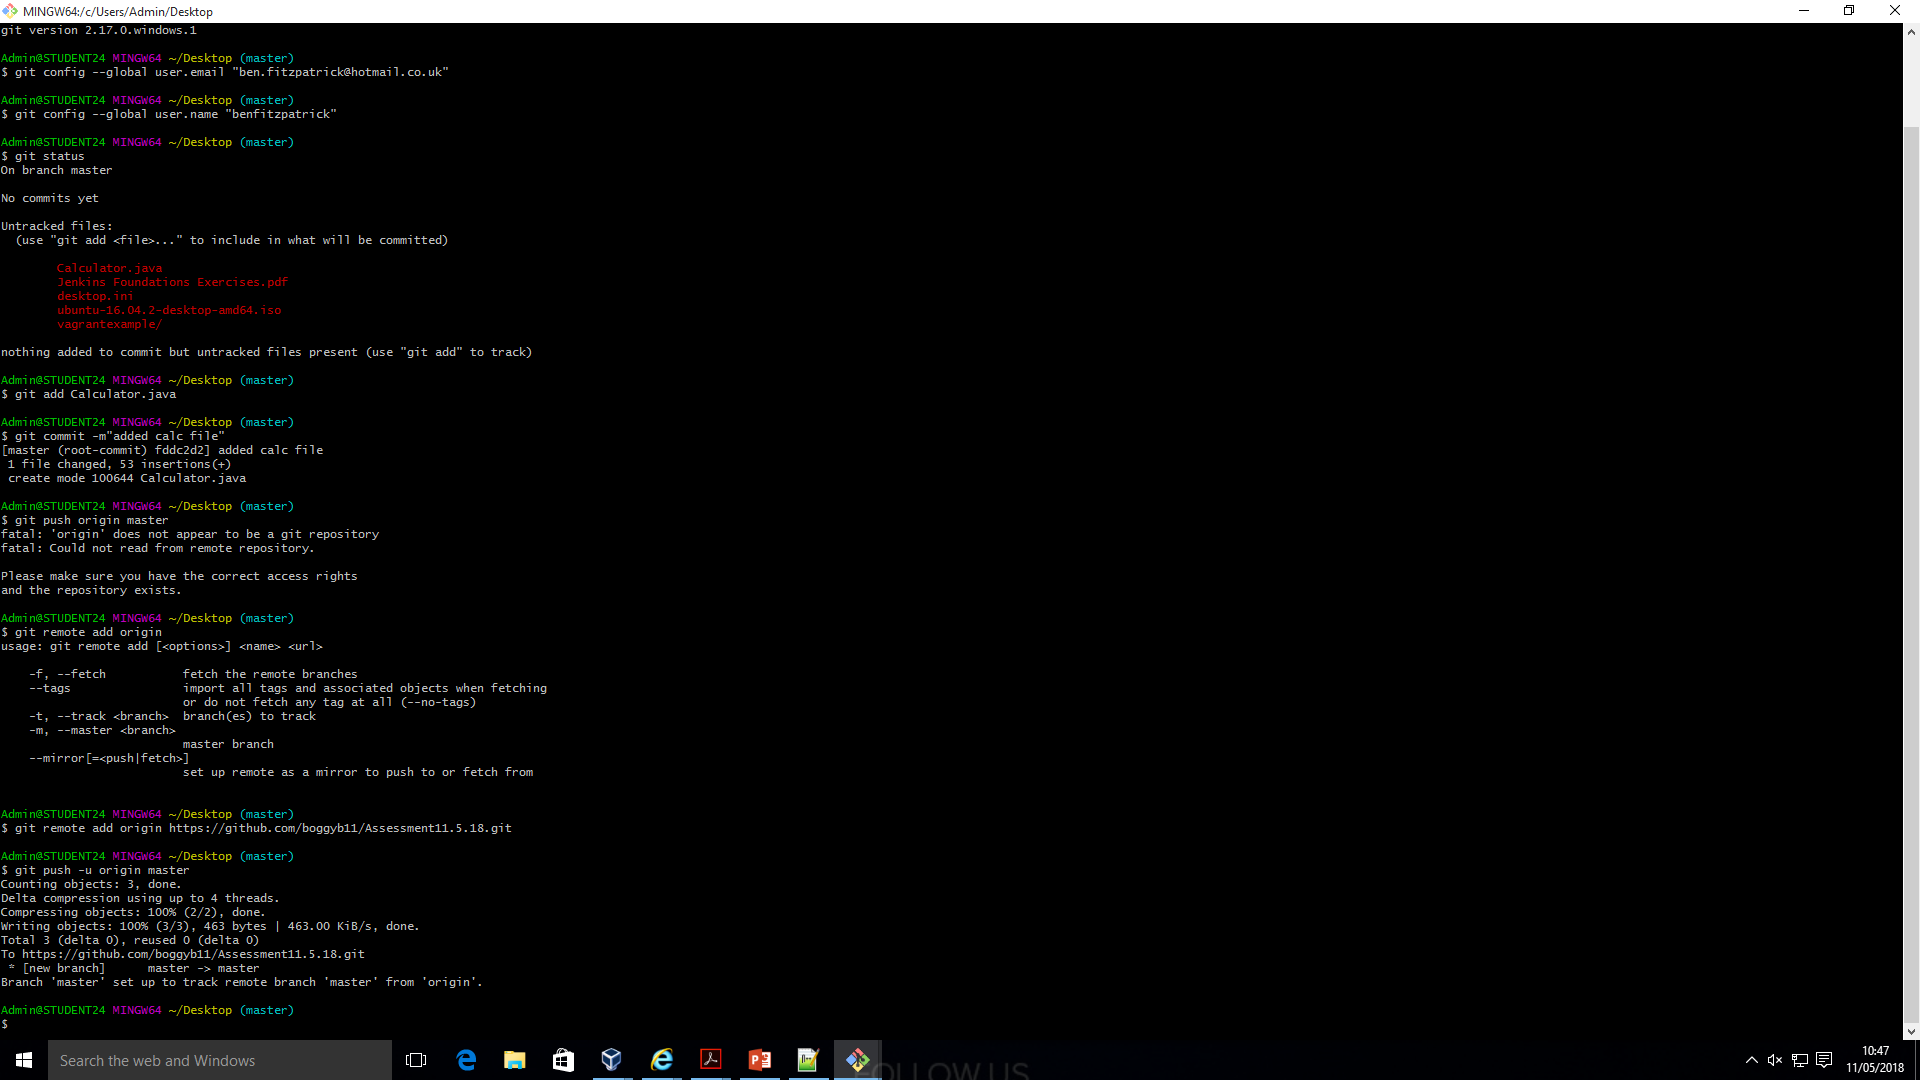 MINGW64:/c/Users/Admin/Desktop
git version 2.17.0.windows.1
Admin@STUDENT24 MINGW64 ~/Desktop (master)
$ git config --global user.email "ben.fitzpatrick@hotmail.co.uk"
Admin@STUDENT24 MINGW64 ~/Desktop (master)
$ git config --global user.name "benfitzpatrick"
Admin@STUDENT24 MINGW64 ~/Desktop (master)
$ git status
On branch master
No commits yet
Untracked files:
(use "git add <file>..." to include in what will be committed)
Calculator.java
Jenkins Foundations Exercises.pdf
desktop.ini
ubuntu-16.04.2-desktop-amd64.iso
vagrantexample/
nothing added to commit but untracked files present (use "git add" to track)
Admin@STUDENT24 MINGW64 ~/Desktop (master)
$ git add Calculator.java
Admin@STUDENT24 MINGW64 ~/Desktop (master)
$ git commit -m"added calc file"
[master (root-commit) fddc2d2] added calc file
1 file changed, 53 insertions(+)
create mode 100644 Calculator.java
Admin@STUDENT24 MINGW64 ~/Desktop (master)
$ git push origin master
fatal: 'origin' does not appear to be a git repository
fatal: Could not read from remote repository.
Please make sure you have the correct access rights
and the repository exists.
Admin@STUDENT24 MINGW64 ~/Desktop (master)
$ git remote add origin
usage: git remote add [<options>] <name> <url>
-f, --fetch fetch the remote branches
--tags import all tags and associated objects when fetching
or do not fetch any tag at all (--no-tags)
-t, --track <branch> branch(es) to track
-m, --master <branch>
master branch
--mirror[=<push|fetch>]
set up remote as a mirror to push to or fetch from
Admin@STUDENT24 MINGW64 ~/Desktop (master)
$ git remote add origin https://github.com/boggyb11/Assessment11.5.18.git
Admin@STUDENT24 MINGW64 ~/Desktop (master)
$ git push -u origin master
Counting objects: 3, done.
Delta compression using up to 4 threads.
Compressing objects: 100% (2/2), done.
Writing objects: 100% (3/3), 463 bytes | 463.00 KiB/s, done.
Total 3 (delta 0), reused 0 (delta 0)
To https://github.com/boggyb11/Assessment11.5.18.git
* [new branch] master -> master
Branch 'master' set up to track remote branch 'master' from 'origin'.
Admin@STUDENT24 MINGW64 ~/Desktop (master)
$
Search the web and Windows
FOLLOW US
10:47
11/05/2018